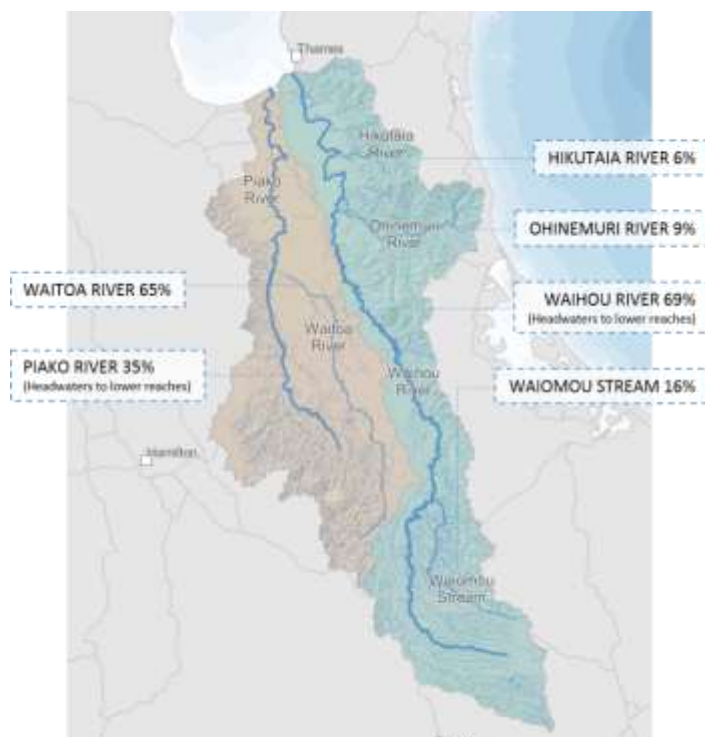 Thames
Hikutaia
River
HIKUTAIA RIVER 6%
Piako
River
OHINEMURI RIVER 9%
Ohinemuri
River
WAITOA RIVER 65%
WAIHOU RIVER 69%
(Headwaters to lower reaches)
Waitoa
River
PIAKO RIVER 35%
(Headwaters to lower reaches)
Waihou
River
WAIOMOU STREAM 16%
Hamilton
Waiomou
Stream